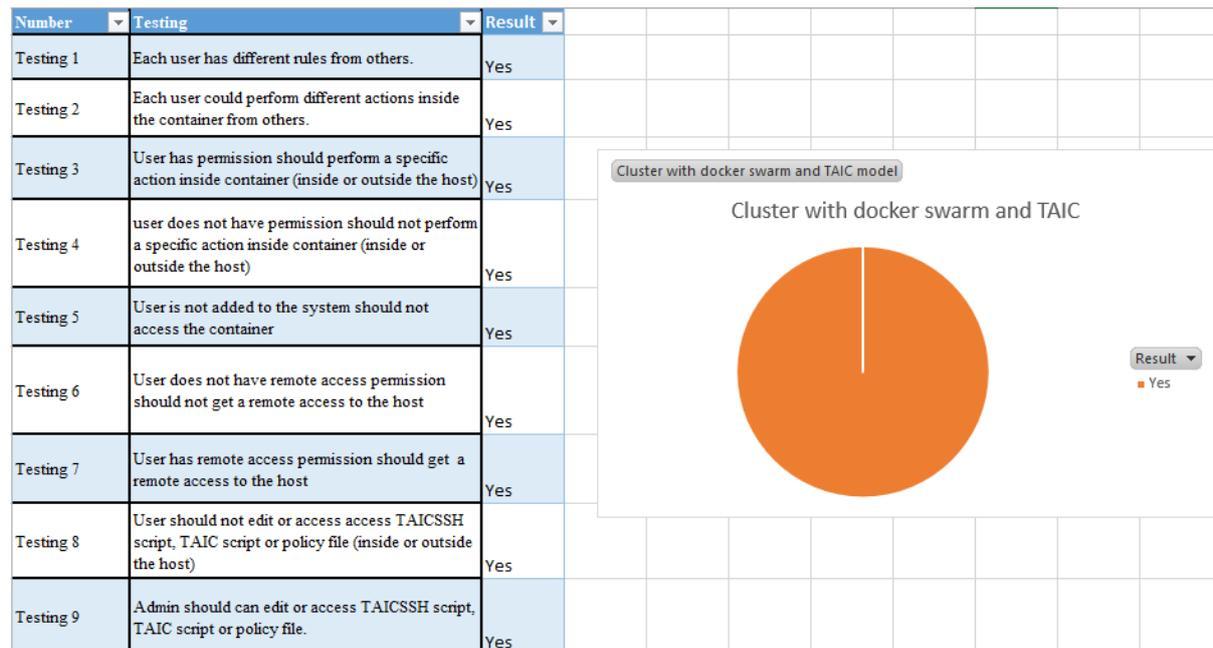 Number Testing Result
Testing 1 Each user has different rules from others. Yes
Testing 2 Each user could perform different actions inside
the container from others. Yes
Testing 3 User has permission should perform a specific
action inside container (inside or outside the host) Yes
Testing 4 user does not have permission should not perform
a specific action inside container (inside or
outside the host) Yes
Testing 5 User is not added to the system should not
access the container Yes
Testing 6 User does not have remote access permission
should not get a remote access to the host Yes
Testing 7 User has remote access permission should get a
remote access to the host Yes
Testing 8 User should not edit or access access TAICSSH
script, TAIC script or policy file (inside or outside
the host) Yes
Testing 9 Admin should can edit or access TAICSSH script,
TAIC script or policy file. Yes
Cluster with docker swarm and TAIC model
Cluster with docker swarm and TAIC
Result
Yes